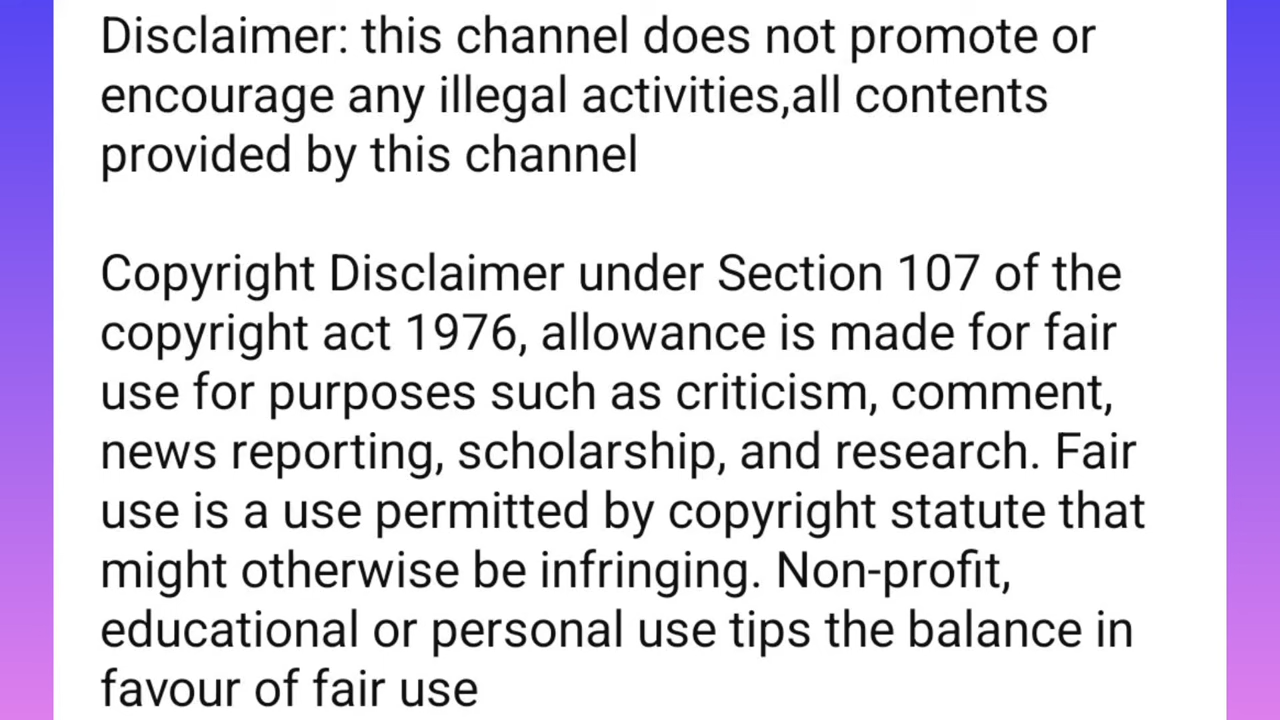 Disclaimer: this channel does not promote or
encourage any illegal activities,all contents
provided by this channel
Copyright Disclaimer under Section 107 of the
copyright act 1976, allowance is made for fair
use for purposes such as criticism, comment,
news reporting, scholarship, and research. Fair
use is a use permitted by copyright statute that
might otherwise be infringing. Non-profit,
educational or personal use tips the balance in
favour of fair use